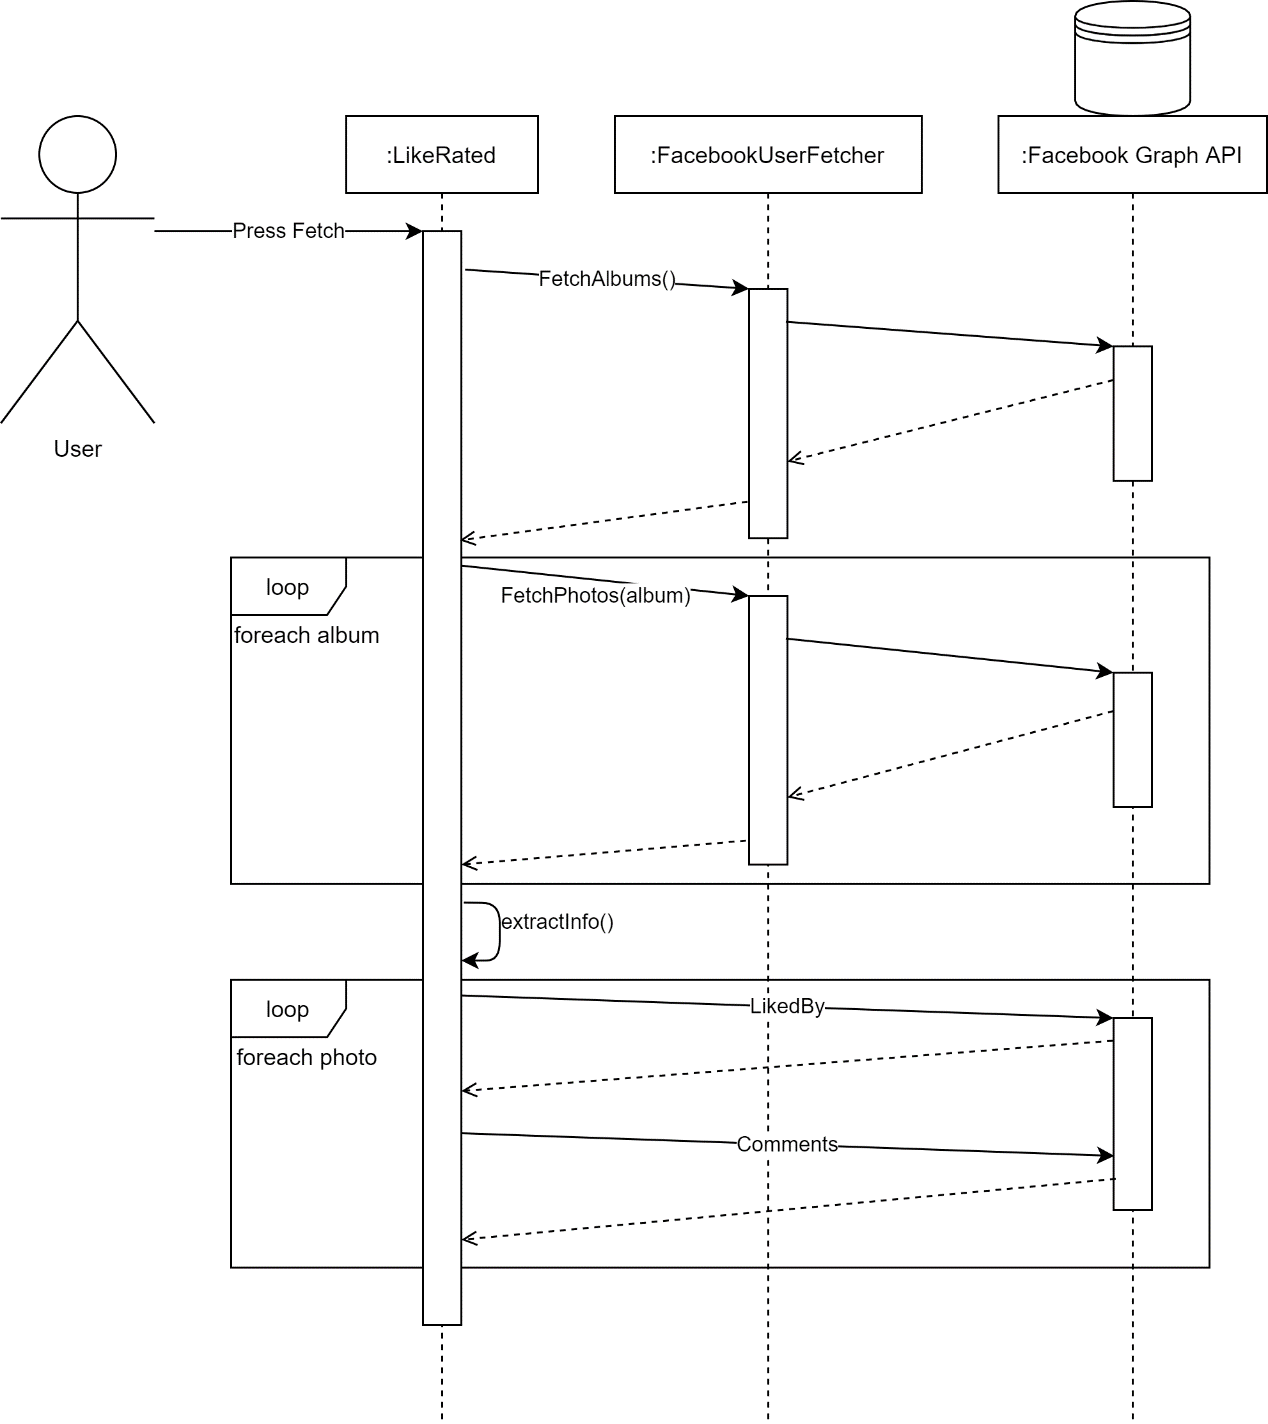 :LikeRated
:FacebookUserFetcher
:Facebook Graph API
Press Fetch
FetchAlbums()
User
loop
FetchPhotos(album)
foreach album
extractInfo()
loop
LikedBy
foreach photo
Comments